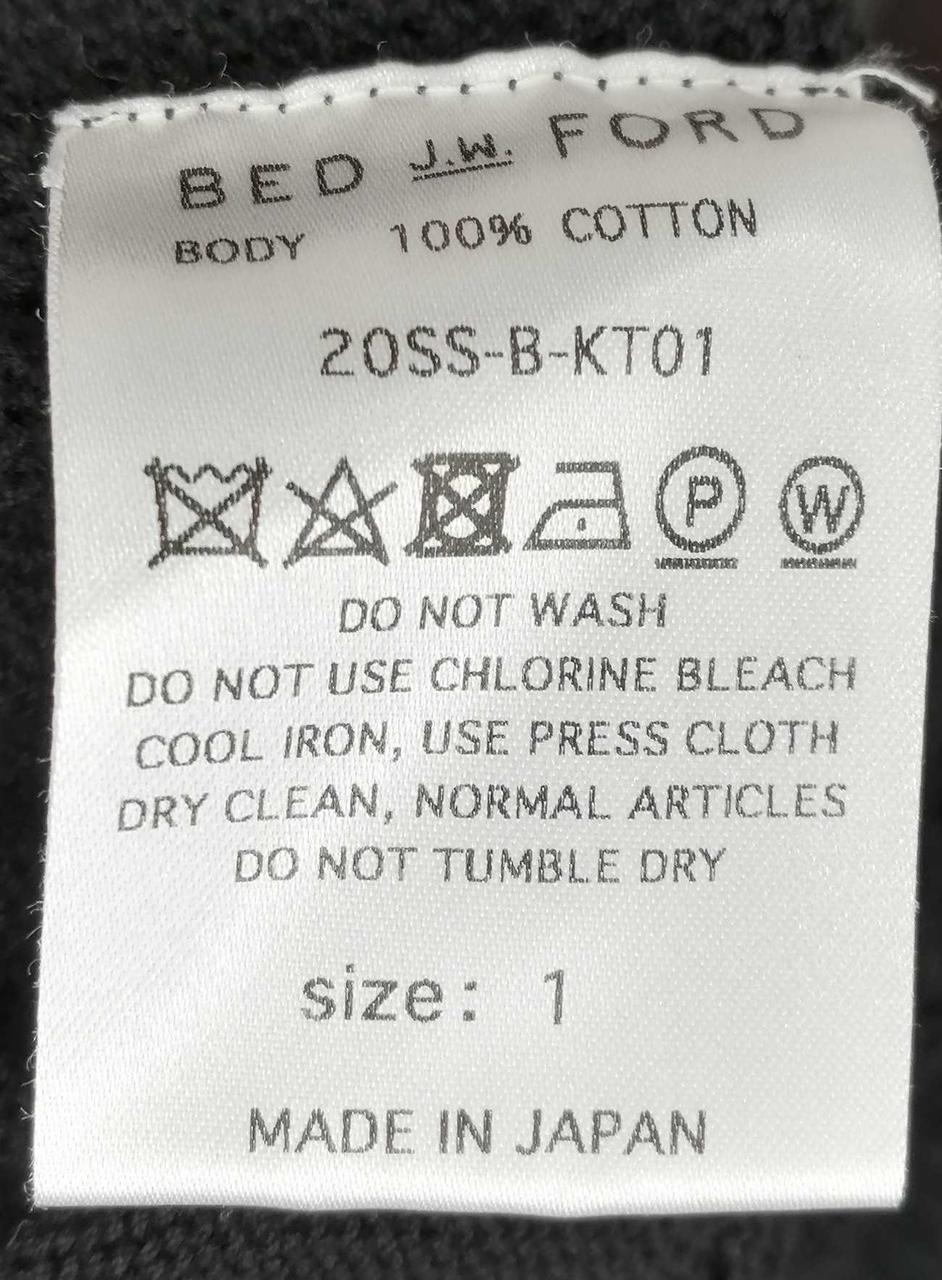 BED J.W. FORD
BODY 100% COTTON
20SS-B-KT01
P W
DO NOT WASH
DO NOT USE CHLORINE BLEACH
COOL IRON, USE PRESS CLOTH
DRY CLEAN, NORMAL ARTICLES
DO NOT TUMBLE DRY
size: 1
MADE IN JAPAN